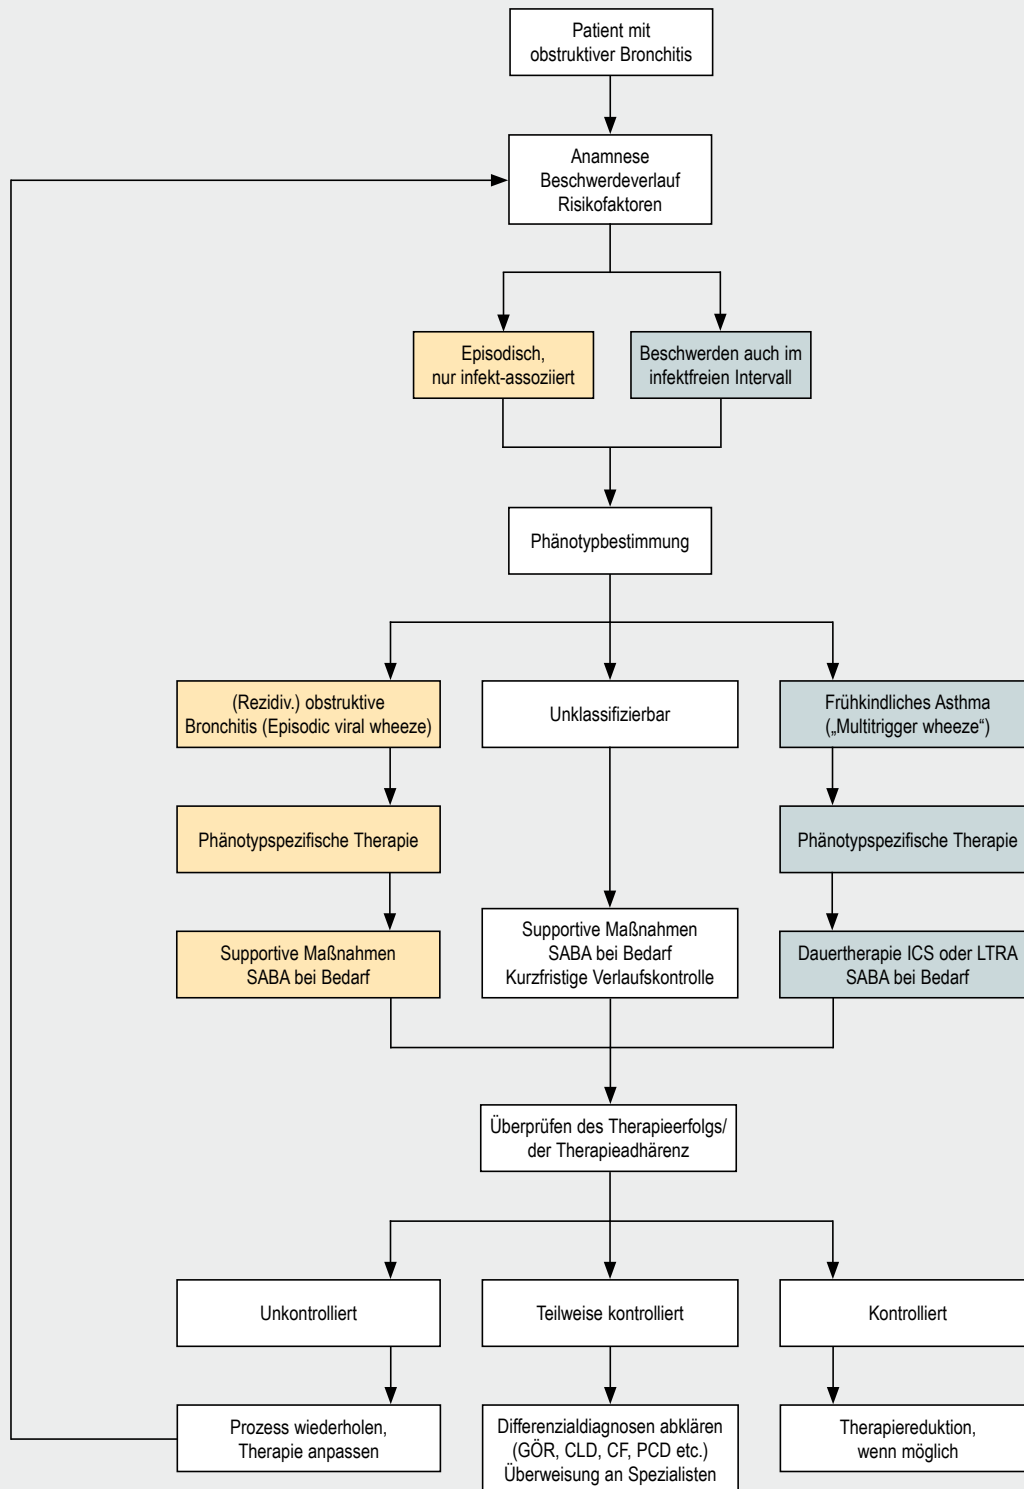 Patient mit
obstruktiver Bronchitis
Anamnese
Beschwerdeverlauf
Risikofaktoren
Episodisch,
nur infekt-assoziiert
Beschwerden auch im
infektfreien Intervall
Phänotypbestimmung
(Rezidiv.) obstruktive
Bronchitis (Episodic viral wheeze)
Unklassifizierbar
Frühkindliches Asthma
(„Multitrigger wheeze“)
Phänotypspezifische Therapie
Phänotypspezifische Therapie
Supportive Maßnahmen
SABA bei Bedarf
Supportive Maßnahmen
SABA bei Bedarf
Kurzfristige Verlaufskontrolle
Dauertherapie ICS oder LTRA
SABA bei Bedarf
Überprüfen des Therapieerfolgs/
der Therapieadhärenz
Unkontrolliert
Teilweise kontrolliert
Kontrolliert
Prozess wiederholen,
Therapie anpassen
Differenzialdiagnosen abklären
(GÖR, CLD, CF, PCD etc.)
Überweisung an Spezialisten
Therapiereduktion,
wenn möglich